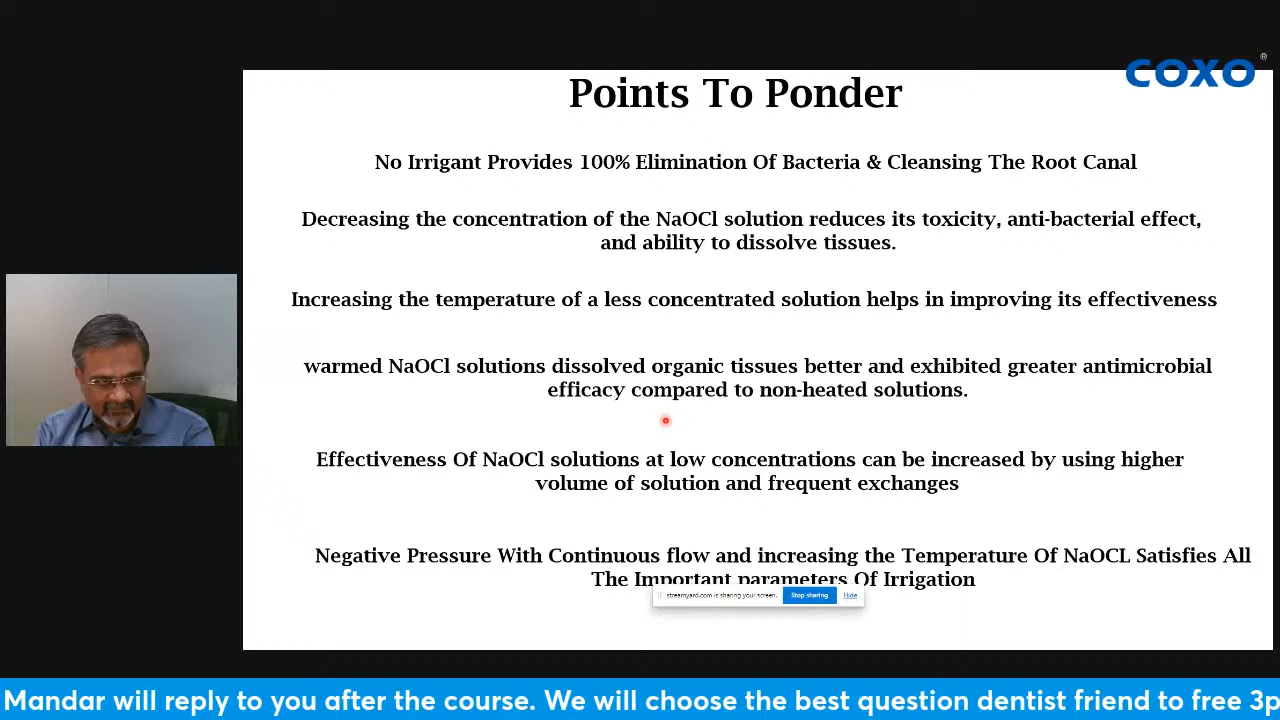 COXO®
Points To Ponder
No Irrigant Provides 100% Elimination Of Bacteria & Cleansing The Root Canal
Decreasing the concentration of the NaOCl solution reduces its toxicity, anti-bacterial effect,
and ability to dissolve tissues.
Increasing the temperature of a less concentrated solution helps in improving its effectiveness
warmed NaOCl solutions dissolved organic tissues better and exhibited greater antimicrobial
efficacy compared to non-heated solutions.
Effectiveness Of NaOCl solutions at low concentrations can be increased by using higher
volume of solution and frequent exchanges
Negative Pressure With Continuous flow and increasing the Temperature Of NaOCL Satisfies All
The Important parameters Of Irrigation
streamyard.com is sharing your screen. Stop sharing Hide
Mandar will reply to you after the course. We will choose the best question dentist friend to free 3p